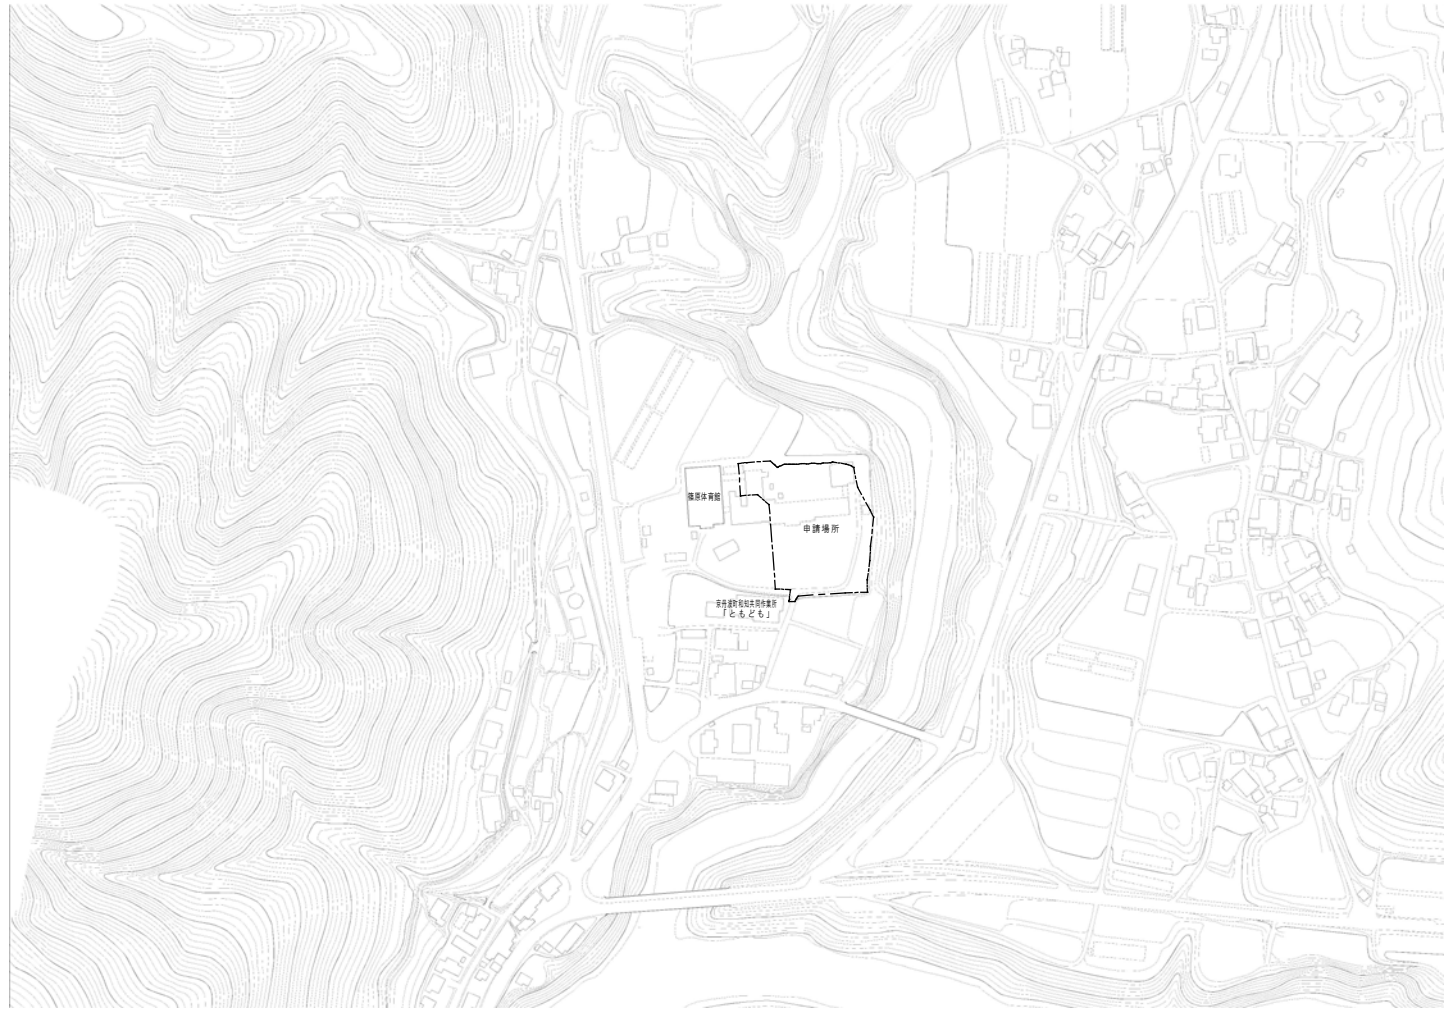 篠原体育館
申請場所
京丹波町和知共同作業所
「ともども」